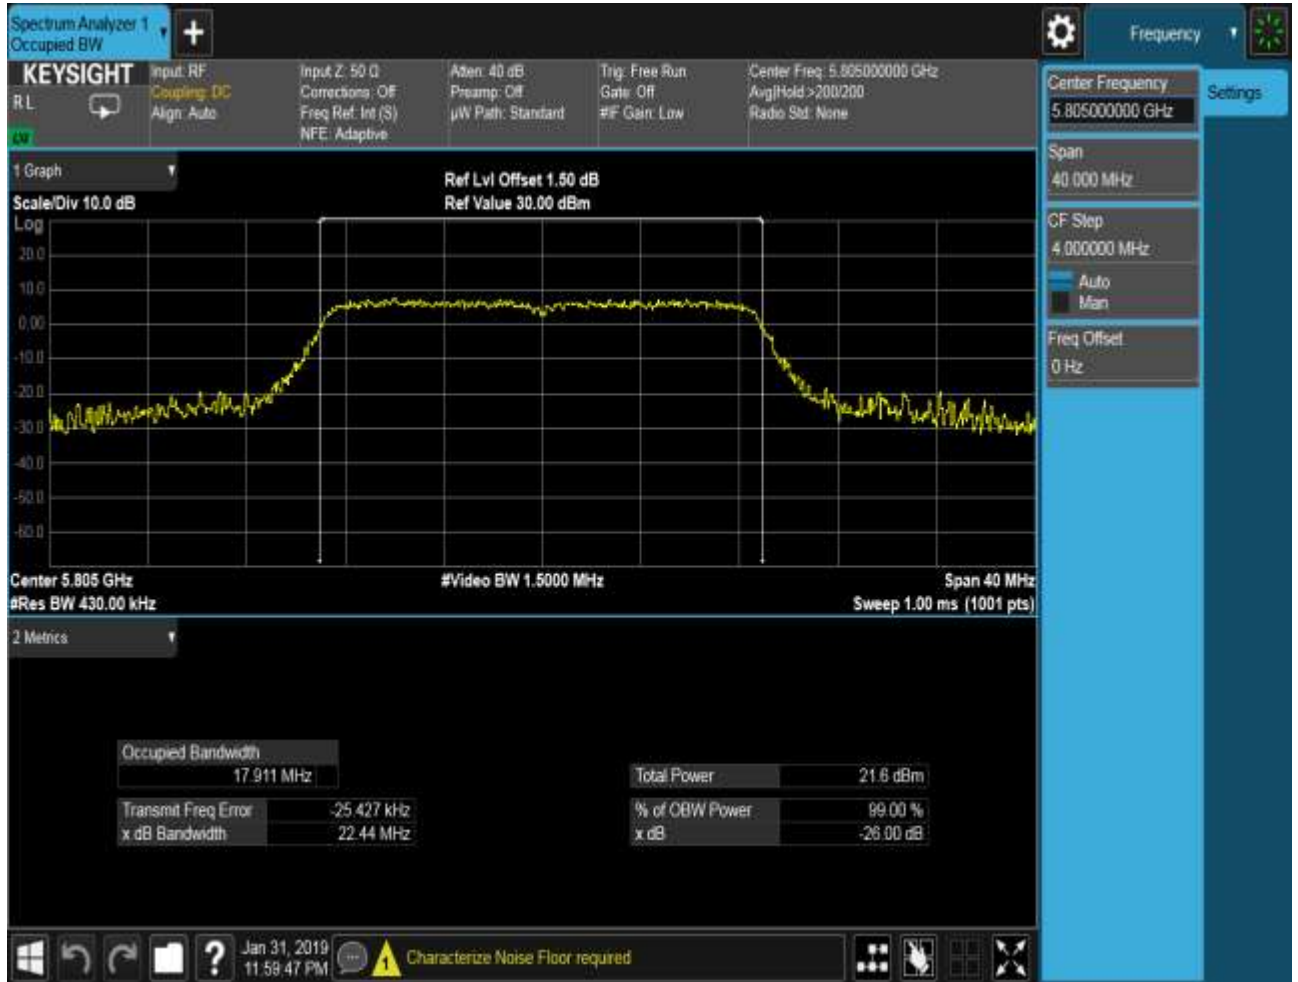 Spectrum Analyzer 1
Occupied BW
+
Frequency
KEYSIGHT
R L
Input: RF
Coupling: DC
Align: Auto
Input Z: 50 Ω
Corrections: Off
Freq Ref: Int (S)
NFE: Adaptive
Atten: 40 dB
Preamp: Off
µW Path: Standard
Trig: Free Run
Gate: Off
#IF Gain: Low
Center Freq: 5.805000000 GHz
Avg|Hold:>200/200
Radio Std: None
Center Frequency
5.805000000 GHz
Settings
Span
40.000 MHz
CF Step
4.000000 MHz
Auto
Man
Freq Offset
0 Hz
1 Graph
Scale/Div 10.0 dB
Ref Lvl Offset 1.50 dB
Ref Value 30.00 dBm
Log
20.0
10.0
0.00
-10.0
-20.0
-30.0
-40.0
-50.0
-60.0
Center 5.805 GHz
#Res BW 430.00 kHz
#Video BW 1.5000 MHz
Span 40 MHz
Sweep 1.00 ms (1001 pts)
2 Metrics
Occupied Bandwidth
17.911 MHz
Transmit Freq Error -25.427 kHz
x dB Bandwidth 22.44 MHz
Total Power 21.6 dBm
% of OBW Power 99.00 %
x dB -26.00 dB
?
Jan 31, 2019
11:59:47 PM
1
Characterize Noise Floor required